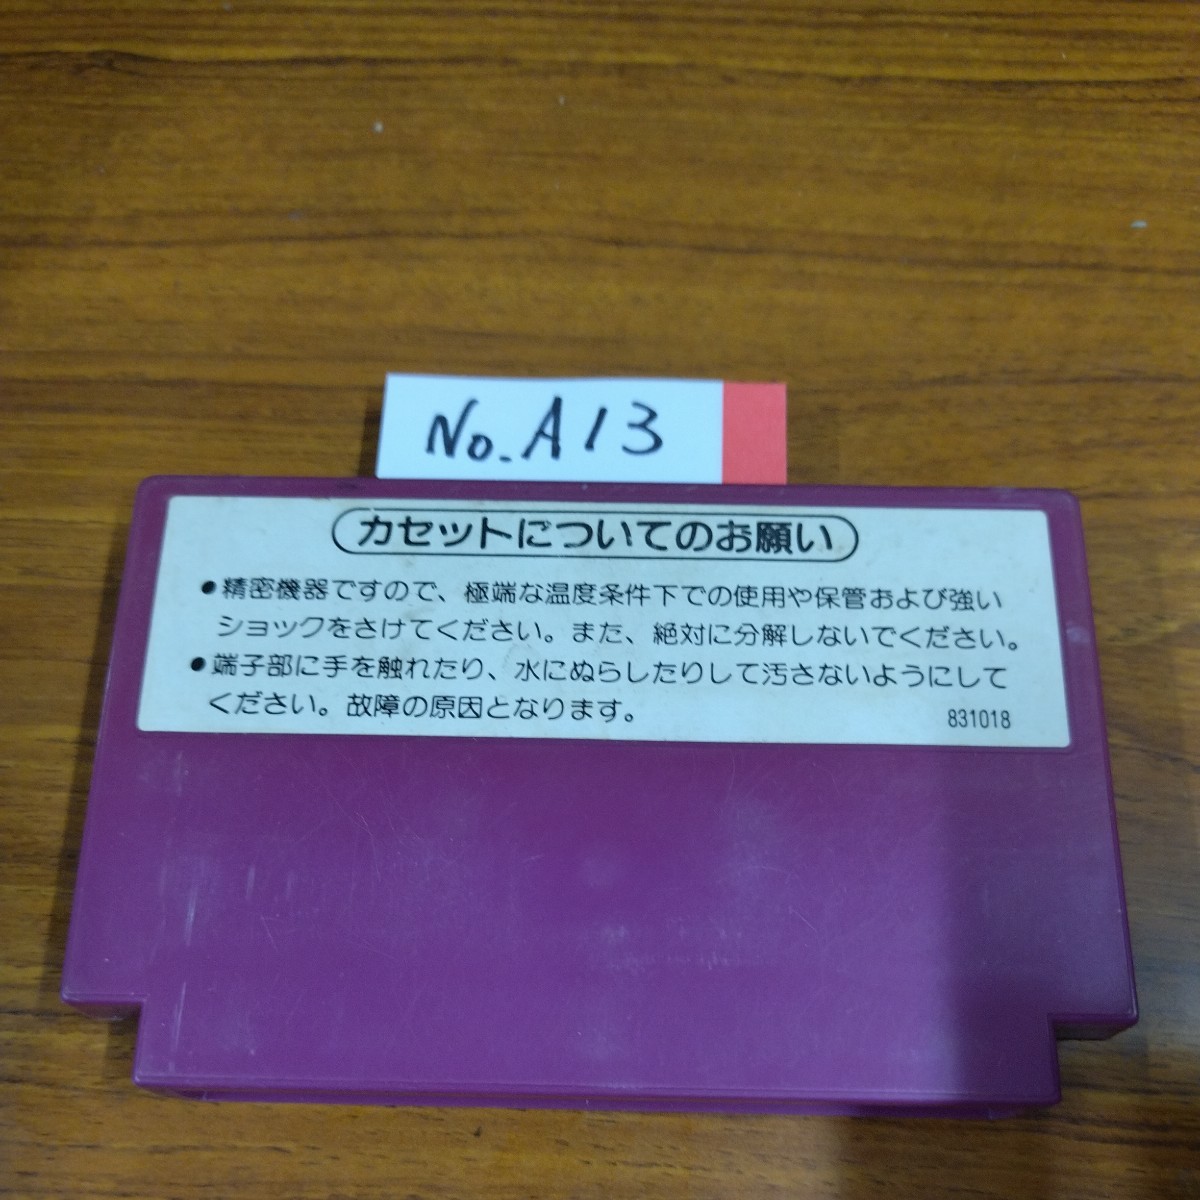 No. A13
カセットについてのお願い
●精密機器ですので、極端な温度条件下での使用や保管および強い
ショックをさけてください。また、絶対に分解しないでください。
●端子部に手を触れたり、水にぬらしたりして汚さないようにして
ください。故障の原因となります。
831018